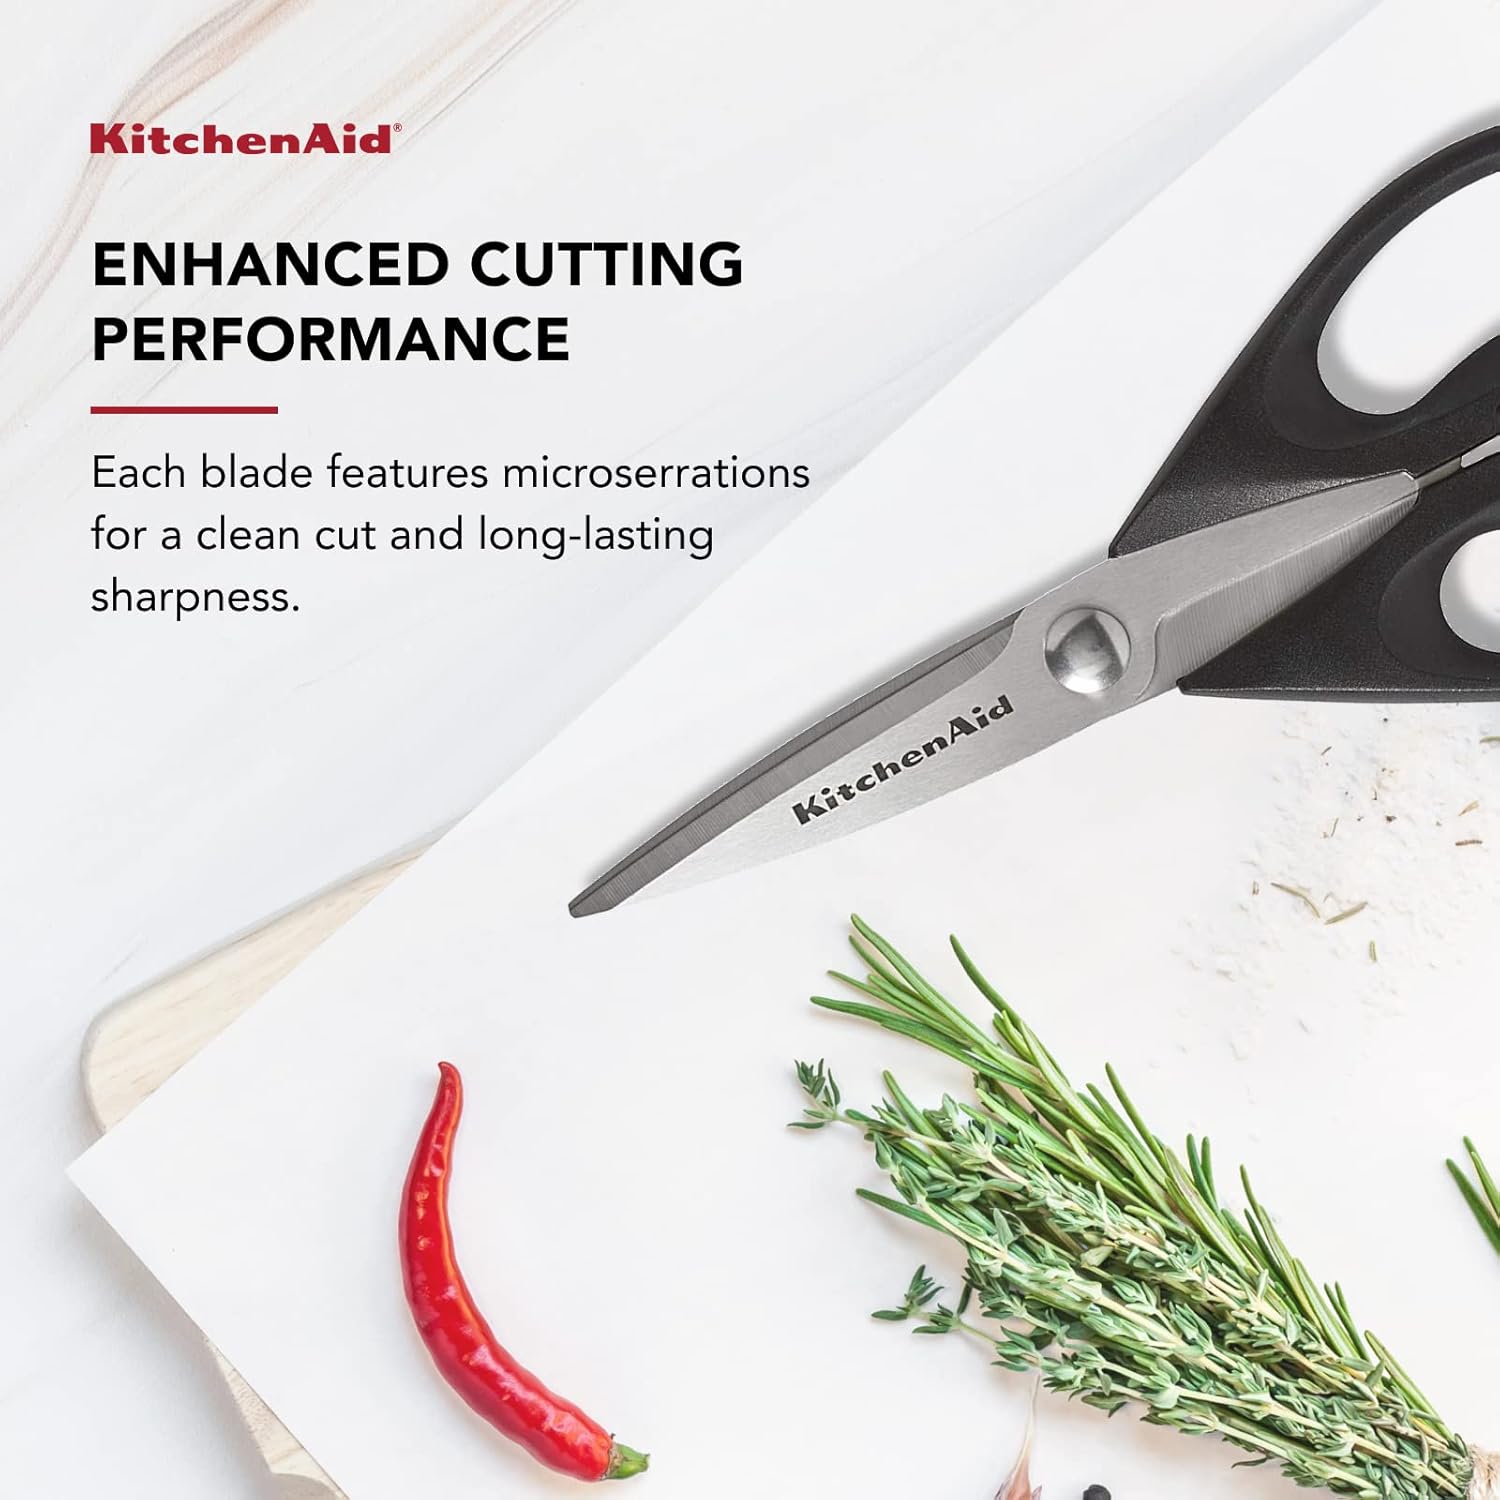 KitchenAid®
ENHANCED CUTTING
PERFORMANCE
Each blade features microserrations
for a clean cut and long-lasting
sharpness.
KitchenAid